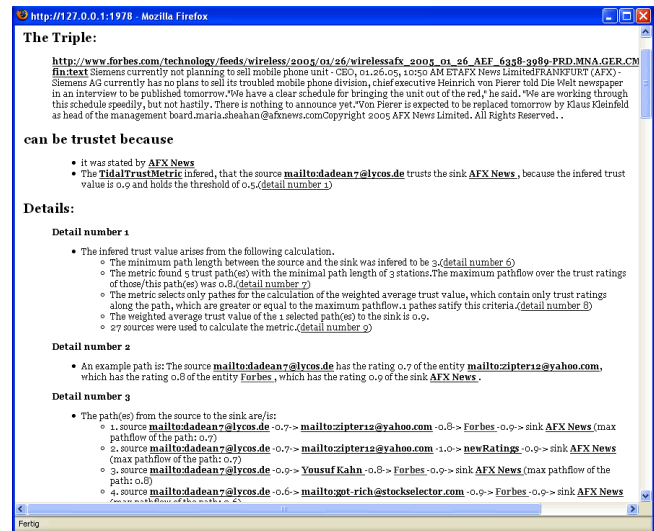 http://127.0.0.1:1978 - Mozilla Firefox
The Triple:
http://www.forbes.com/technology/feeds/wireless/2005/01/26/wirelessafx_2005_01_26_AEF_6358-3989-PRD.MNA.GER.CM
fin:text Siemens currently not planning to sell mobile phone unit - CEO, 01.26.05, 10:50 AM ETAFX News LimitedFRANKFURT (AFX) -
Siemens AG currently has no plans to sell its troubled mobile phone division, chief executive Heinrich von Pierer told Die Welt newspaper
in an interview to be published tomorrow."We have a clear schedule for bringing the unit out of the red," he said. "We are working through
this schedule speedily, but not hastily. There is nothing to announce yet."Von Pierer is expected to be replaced tomorrow by Klaus Kleinfeld
as head of the management board.maria.sheahan@afxnews.comCopyright 2005 AFX News Limited. All Rights Reserved. .
can be trustet because
• it was stated by AFX News
• The TidalTrustMetric infered, that the source mailto:dadean7@lycos.de trusts the sink AFX News , because the infered trust
value is 0.9 and holds the threshold of 0.5.(detail number 1)
Details:
Detail number 1
• The infered trust value arises from the following calculation.
○ The minimum path length between the source and the sink was infered to be 3.(detail number 6)
○ The metric found 5 trust path(es) with the minimal path length of 3 stations.The maximum pathflow over the trust ratings
of those/this path(es) was 0.8.(detail number 7)
○ The metric selects only pathes for the calculation of the weighted average trust value, which contain only trust ratings
along the path, which are greater or equal to the maximum pathflow.1 pathes satify this criteria.(detail number 8)
○ The weighted average trust value of the 1 selected path(es) to the sink is 0.9.
○ 27 sources were used to calculate the metric.(detail number 9)
Detail number 2
• An example path is: The source mailto:dadean7@lycos.de has the rating 0.7 of the entity mailto:zipter12@yahoo.com,
which has the rating 0.8 of the entity Forbes , which has the rating 0.9 of the sink AFX News .
Detail number 3
• The path(es) from the source to the sink are/is:
○ 1. source mailto:dadean7@lycos.de -0.7-> mailto:zipter12@yahoo.com -0.8-> Forbes -0.9-> sink AFX News (max
pathflow of the path: 0.7)
○ 2. source mailto:dadean7@lycos.de -0.7-> mailto:zipter12@yahoo.com -1.0-> newRatings -0.9-> sink AFX News
(max pathflow of the path: 0.7)
○ 3. source mailto:dadean7@lycos.de -0.9-> Yousuf Kahn -0.8-> Forbes -0.9-> sink AFX News (max pathflow of the
path: 0.8)
○ 4. source mailto:dadean7@lycos.de -0.6-> mailto:got-rich@stockselector.com -0.9-> Forbes -0.9-> sink AFX News
(max pathflow of the path: 0.6)
Fertig